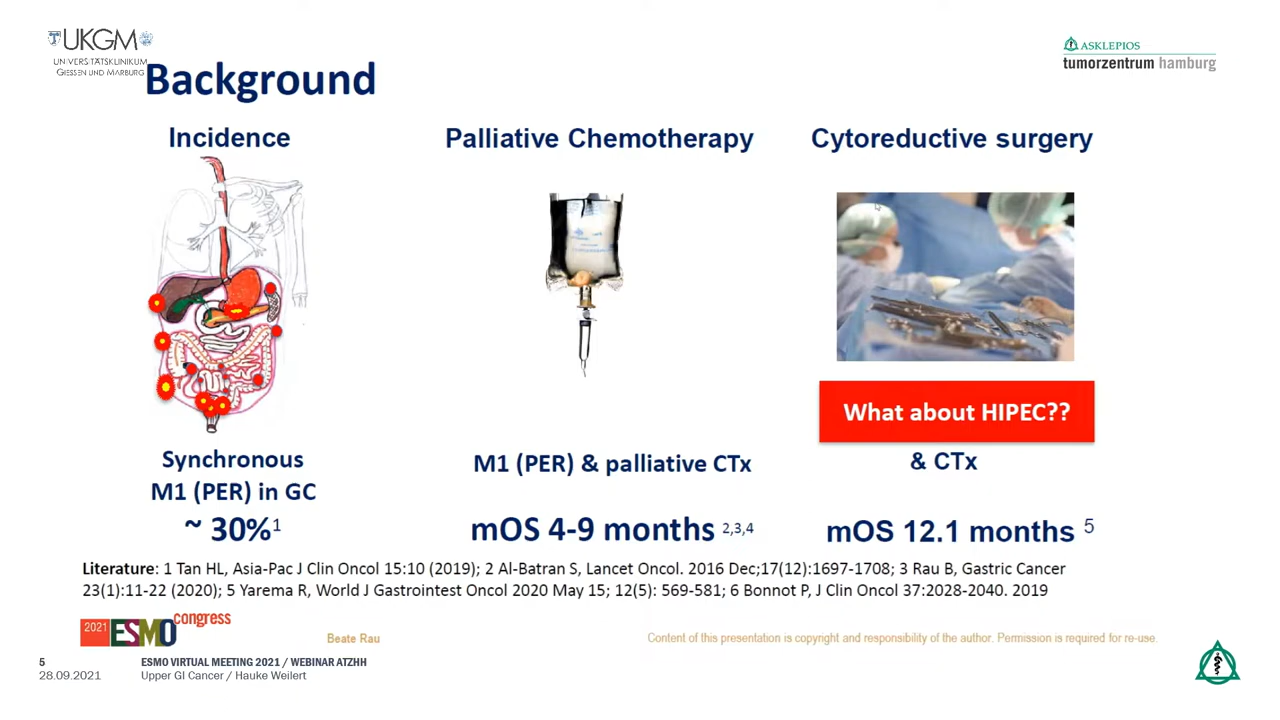 UKGM
UNIVERSITÄTSKLINIKUM
GIESSEN UND MARBURG
ASKLEPIOS
tumorzentrum hamburg
Background
Incidence
Palliative Chemotherapy
Cytoreductive surgery
What about HIPEC??
Synchronous
M1 (PER) in GC
~ 30%1
M1 (PER) & palliative CTx
mOS 4-9 months 2,3,4
& CTx
mOS 12.1 months 5
Literature: 1 Tan HL, Asia-Pac J Clin Oncol 15:10 (2019); 2 Al-Batran S, Lancet Oncol. 2016 Dec;17(12):1697-1708; 3 Rau B, Gastric Cancer
23(1):11-22 (2020); 5 Yarema R, World J Gastrointest Oncol 2020 May 15; 12(5): 569-581; 6 Bonnot P, J Clin Oncol 37:2028-2040. 2019
2021 ESMO congress
Beate Rau
Content of this presentation is copyright and responsibility of the author. Permission is required for re-use.
5
ESMO VIRTUAL MEETING 2021 / WEBINAR ATZHH
28.09.2021
Upper GI Cancer / Hauke Weilert